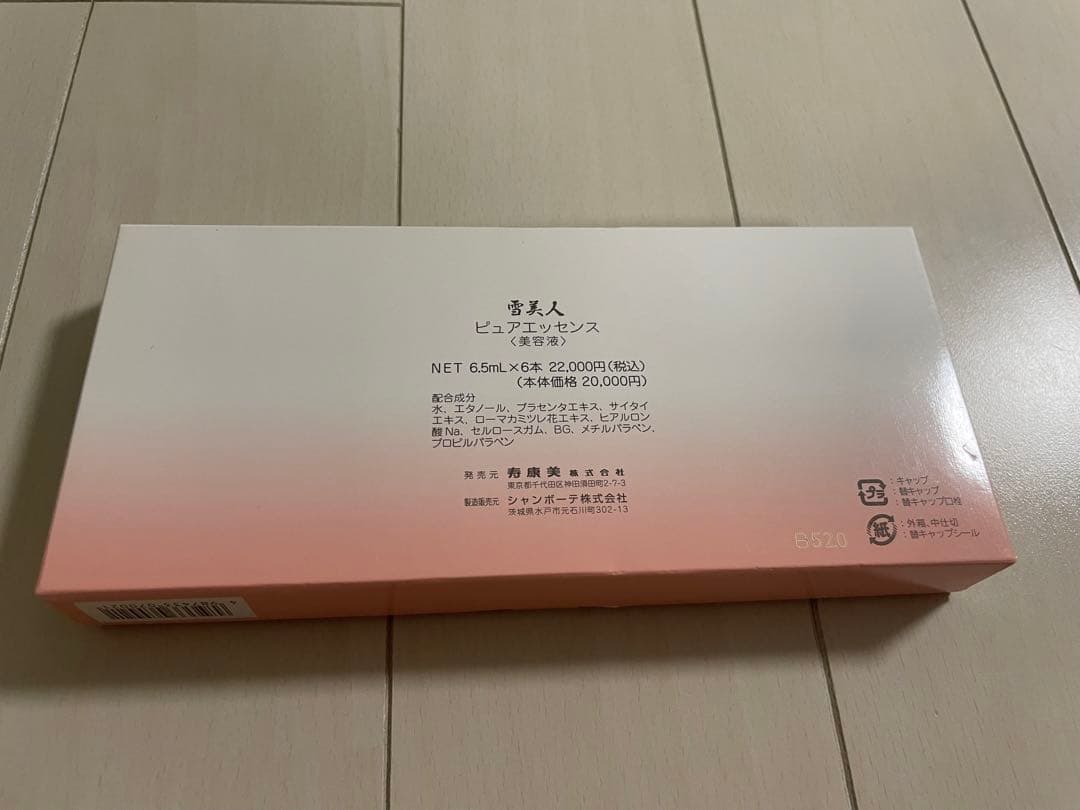 雪美人
ピュアエッセンス
〈美容液〉
NET 6.5mL×6本 22,000円(税込)
(本体価格 20,000円)
配合成分
水、エタノール、プラセンタエキス、サイタイ
エキス、ローマカミツレ花エキス、ヒアルロン
酸Na、セルロースガム、BG、メチルパラベン、
プロピルパラベン
発売元 寿康美株式会社
東京都千代田区神田須田町2-7-3
製造販売元 シャンボーテ株式会社
茨城県水戸市元石川町302-13
プラ
:キャップ
:替キャップ
:替キャップ口栓
紙
:外箱、中仕切
:替キャップシール
B520